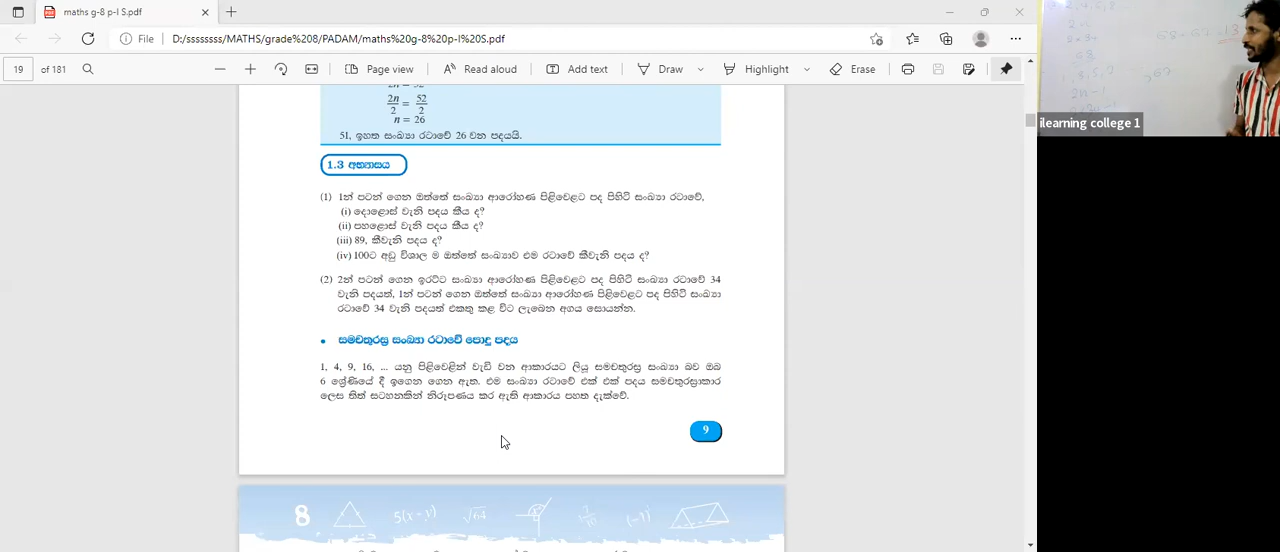 maths g-8 p-I S.pdf
File D:/ssssssss/MATHS/grade%208/PADAM/maths%20g-8%20p-I%20S.pdf
19 of 181 Page view Read aloud Add text Draw Highlight Erase
2n/2 = 52/2
n = 26
51, ඉහත සංඛ්‍යා රටාවේ 26 වන පදයයි.
1.3 අභ්‍යාසය
(1) 1න් පටන් ගෙන ඔත්තේ සංඛ්‍යා ආරෝහණ පිළිවෙළට පද පිහිටි සංඛ්‍යා රටාවේ,
(i) දොළොස් වැනි පදය කීය ද?
(ii) පහළොස් වැනි පදය කීය ද?
(iii) 89, කීවැනි පදය ද?
(iv) 100ට අඩු විශාල ම ඔත්තේ සංඛ්‍යාව එම රටාවේ කීවැනි පදය ද?
(2) 2න් පටන් ගෙන ඉරට්ට සංඛ්‍යා ආරෝහණ පිළිවෙළට පද පිහිටි සංඛ්‍යා රටාවේ 34
වැනි පදයත්, 1න් පටන් ගෙන ඔත්තේ සංඛ්‍යා ආරෝහණ පිළිවෙළට පද පිහිටි සංඛ්‍යා
රටාවේ 34 වැනි පදයත් එකතු කළ විට ලැබෙන අගය සොයන්න.
• සමචතුරස්‍ර සංඛ්‍යා රටාවේ පොදු පදය
1, 4, 9, 16, ... යනු පිළිවෙළින් වැඩි වන ආකාරයට ලියූ සමචතුරස්‍ර සංඛ්‍යා බව ඔබ
6 ශ්‍රේණියේ දී ඉගෙන ගෙන ඇත. එම සංඛ්‍යා රටාවේ එක් එක් පදය සමචතුරස්‍රාකාර
ලෙස තිත් සටහනකින් නිරූපණය කර ඇති ආකාරය පහත දැක්වේ.
9
8 5(x − y) √64 7/10
ilearning college 1